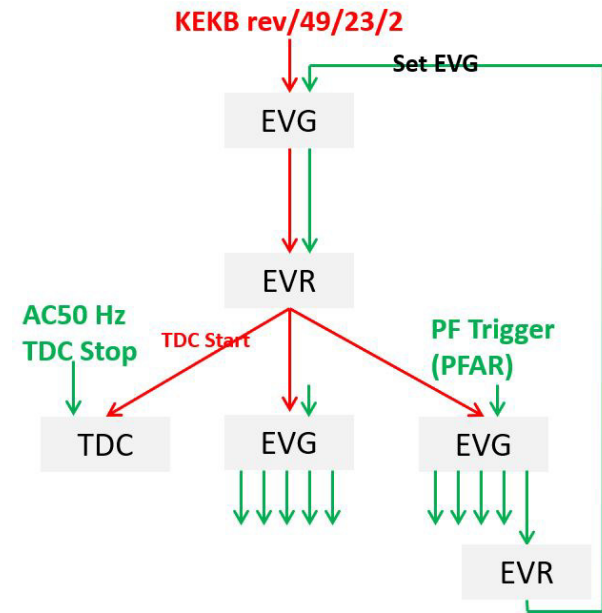 KEKB rev/49/23/2
Set EVG
EVG
EVR
AC50 Hz
TDC Stop
TDC Start
PF Trigger
(PFAR)
TDC
EVG
EVG
EVR